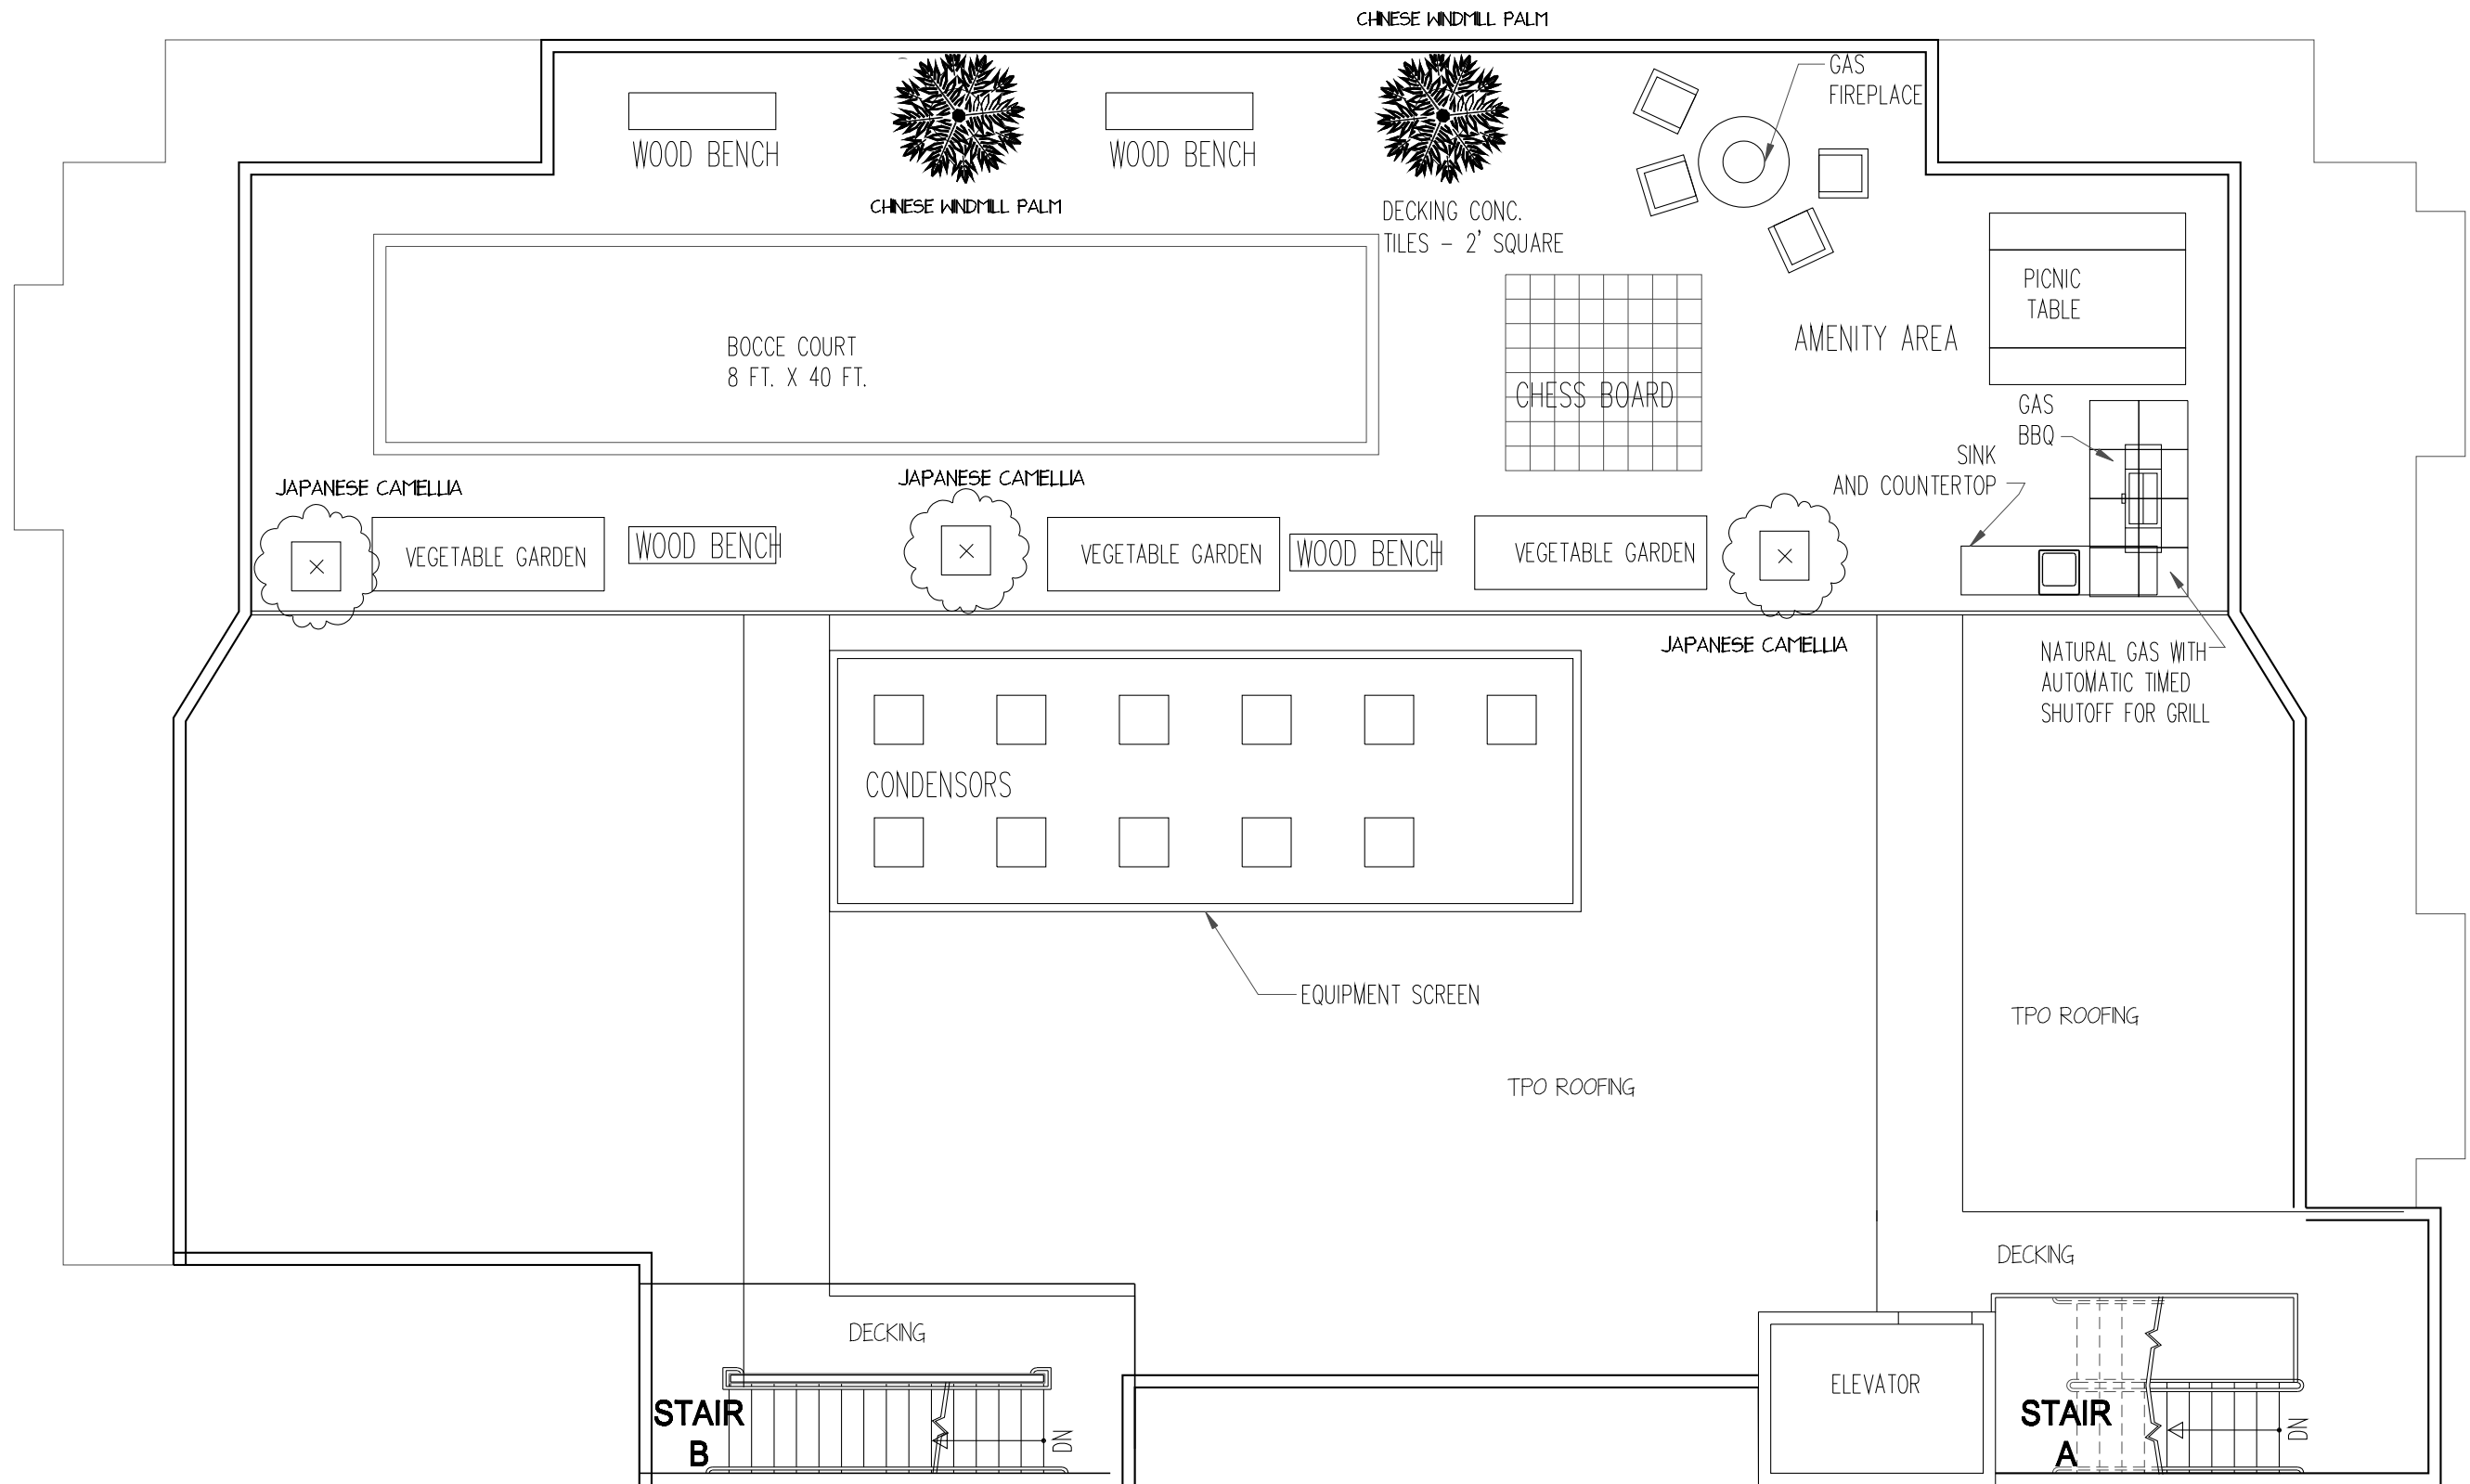 CHINESE WINDMILL PALM
GAS
FIREPLACE
WOOD BENCH
WOOD BENCH
CHINESE WINDMILL PALM
DECKING CONC.
TILES - 2' SQUARE
PICNIC
TABLE
BOCCE COURT
8 FT. X 40 FT.
AMENITY AREA
CHESS BOARD
GAS
BBQ
SINK
AND COUNTERTOP
JAPANESE CAMELLIA
JAPANESE CAMELLIA
VEGETABLE GARDEN
WOOD BENCH
VEGETABLE GARDEN
WOOD BENCH
VEGETABLE GARDEN
JAPANESE CAMELLIA
NATURAL GAS WITH
AUTOMATIC TIMED
SHUTOFF FOR GRILL
CONDENSORS
EQUIPMENT SCREEN
TPO ROOFING
TPO ROOFING
DECKING
DECKING
STAIR
B
DN
ELEVATOR
STAIR
A
DN